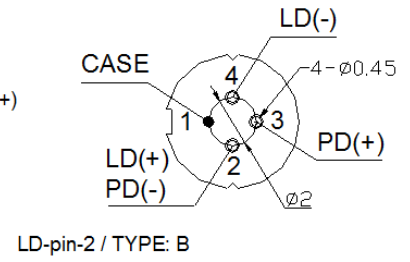 LD(-)
CASE
4
4-Ø0.45
+)
1
3
PD(+)
LD(+)
2
PD(-)
Ø2
LD-pin-2 / TYPE: B